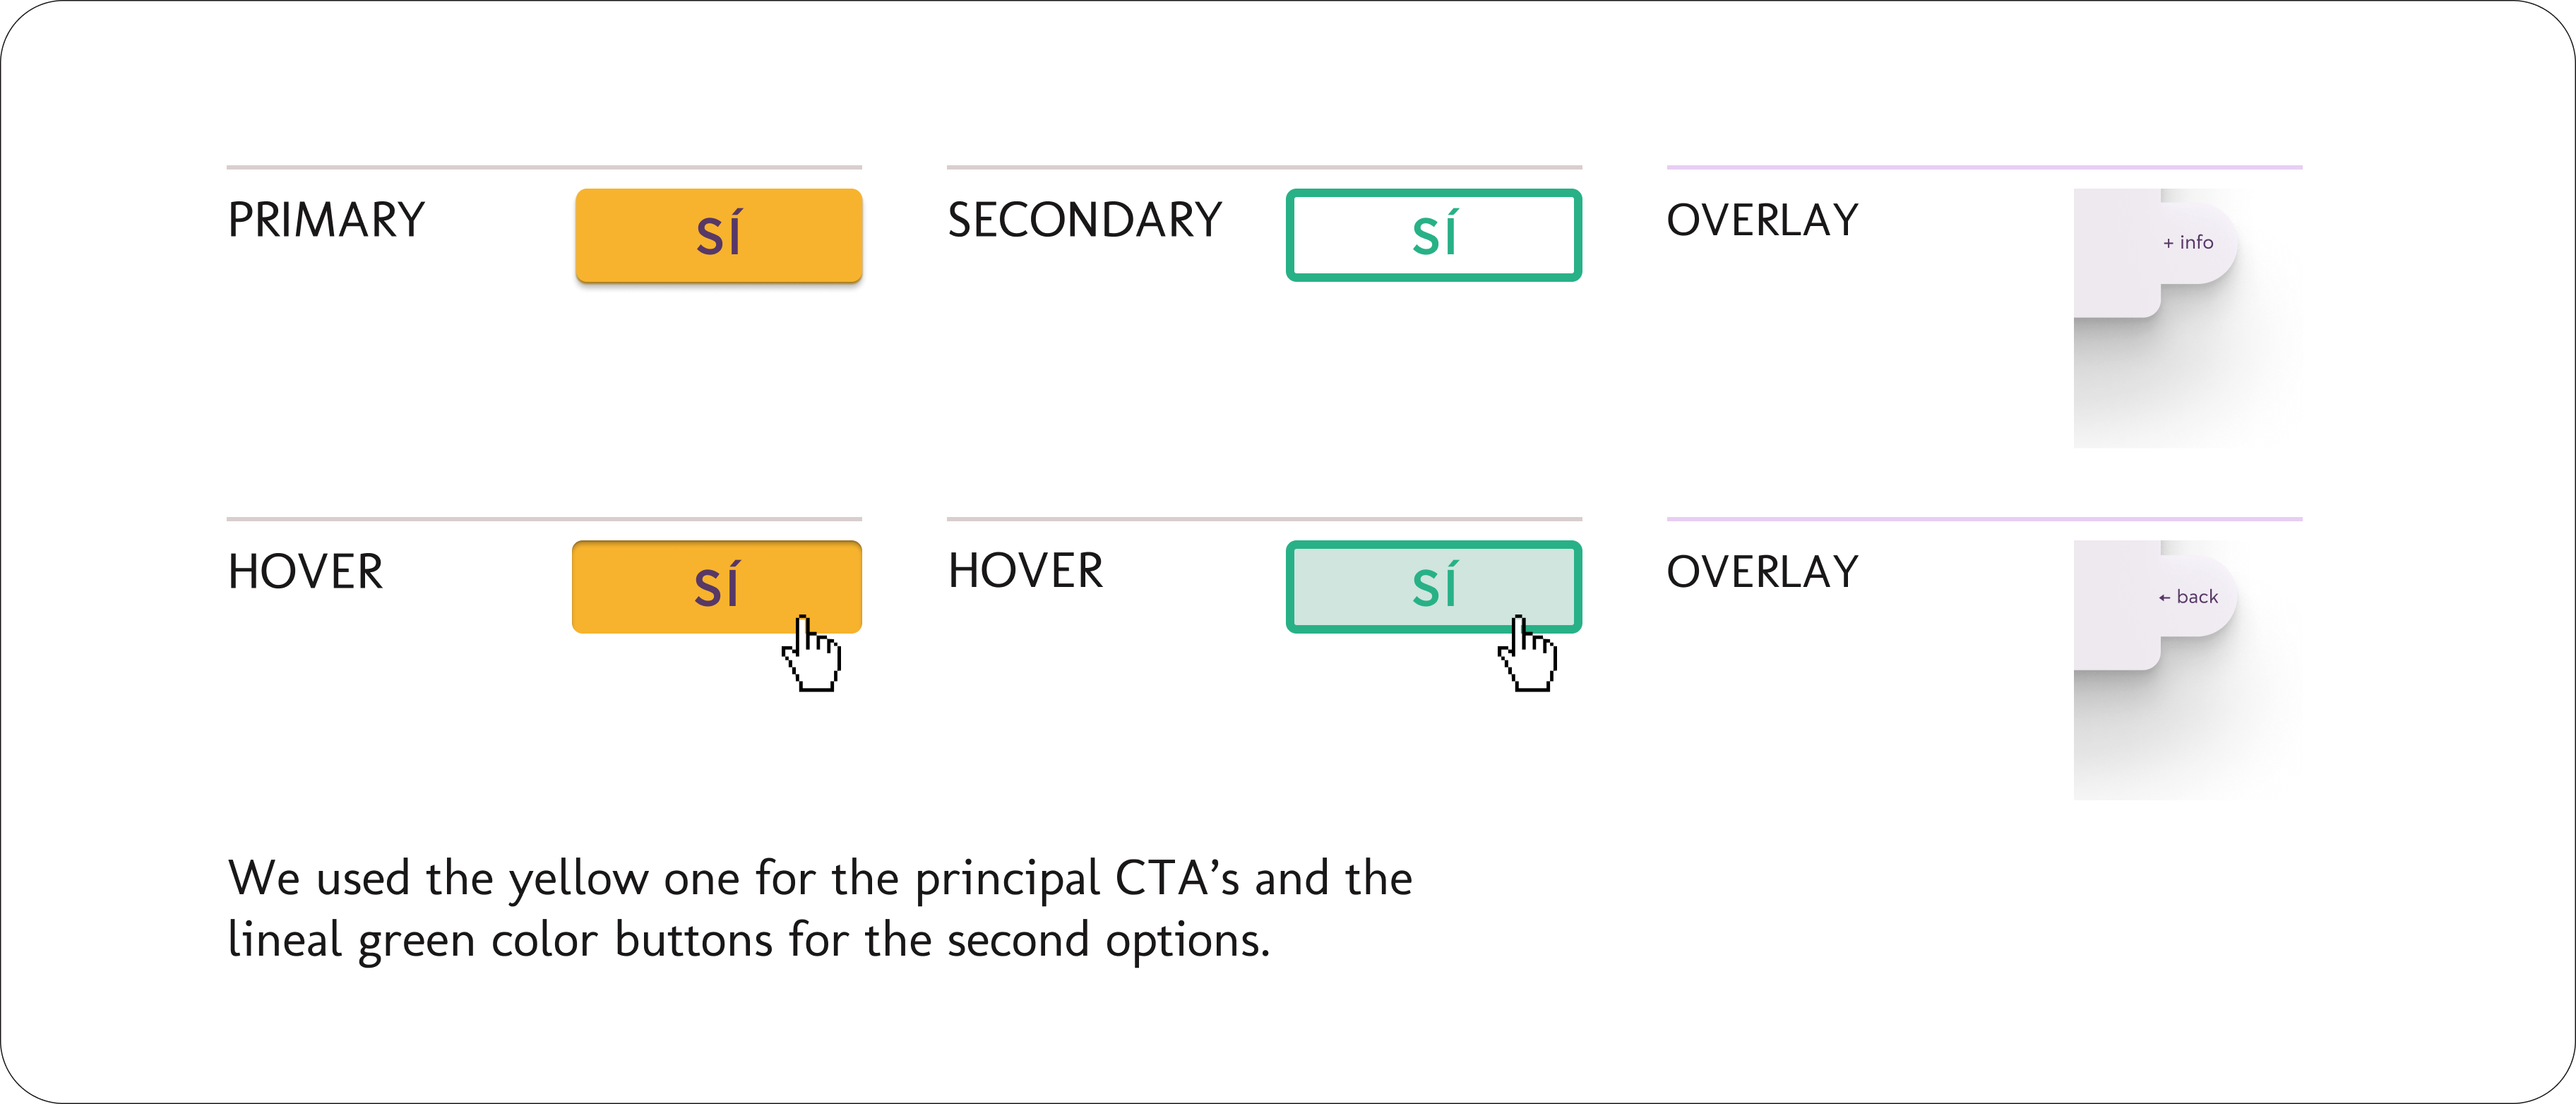 PRIMARY
SÍ
SECONDARY
SÍ
OVERLAY
+ info
HOVER
SÍ
HOVER
SÍ
OVERLAY
← back
We used the yellow one for the principal CTA’s and the
lineal green color buttons for the second options.